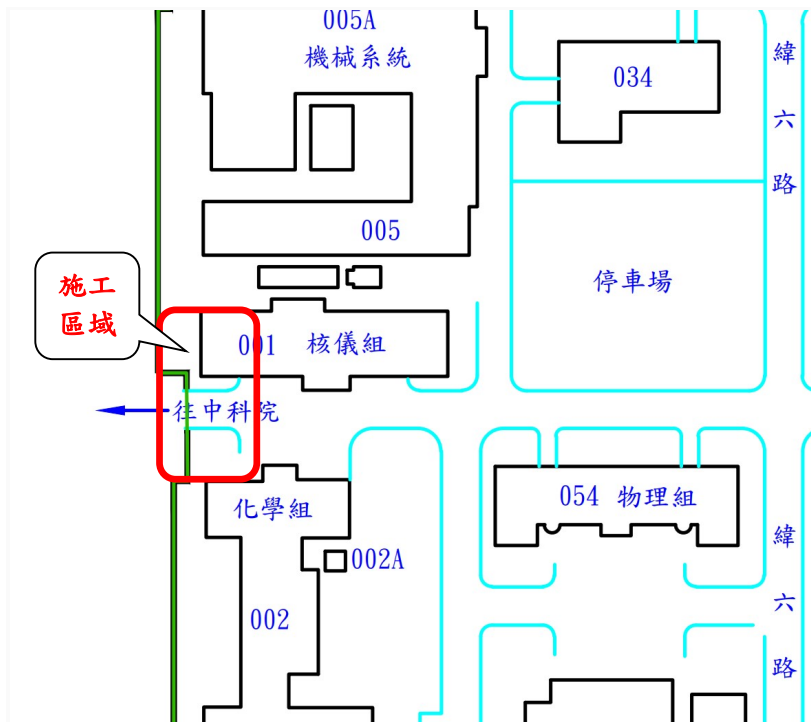 005A
機械系統
034
緯
六
路
005
停車場
施工
區域
001 核儀組
往中科院
化學組
054 物理組
002A
002
緯
六
路